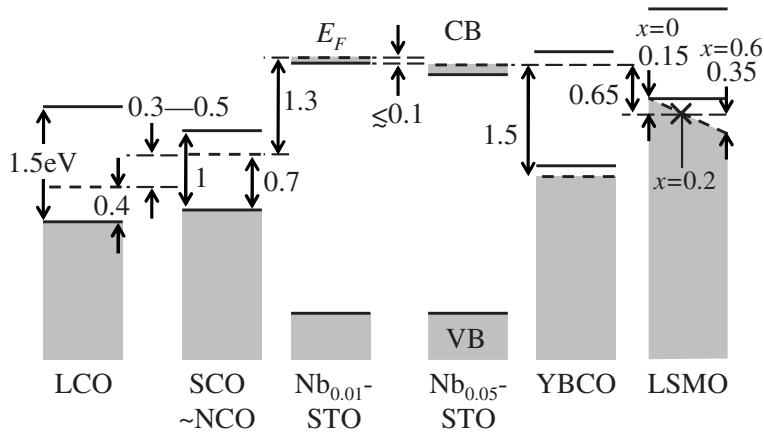 E_F
CB
x=0
0.15
x=0.6
0.35
0.3—0.5
1.3
≲0.1
0.65
1.5eV
1
0.7
1.5
0.4
x=0.2
VB
LCO
SCO
~NCO
Nb0.01-
STO
Nb0.05-
STO
YBCO
LSMO